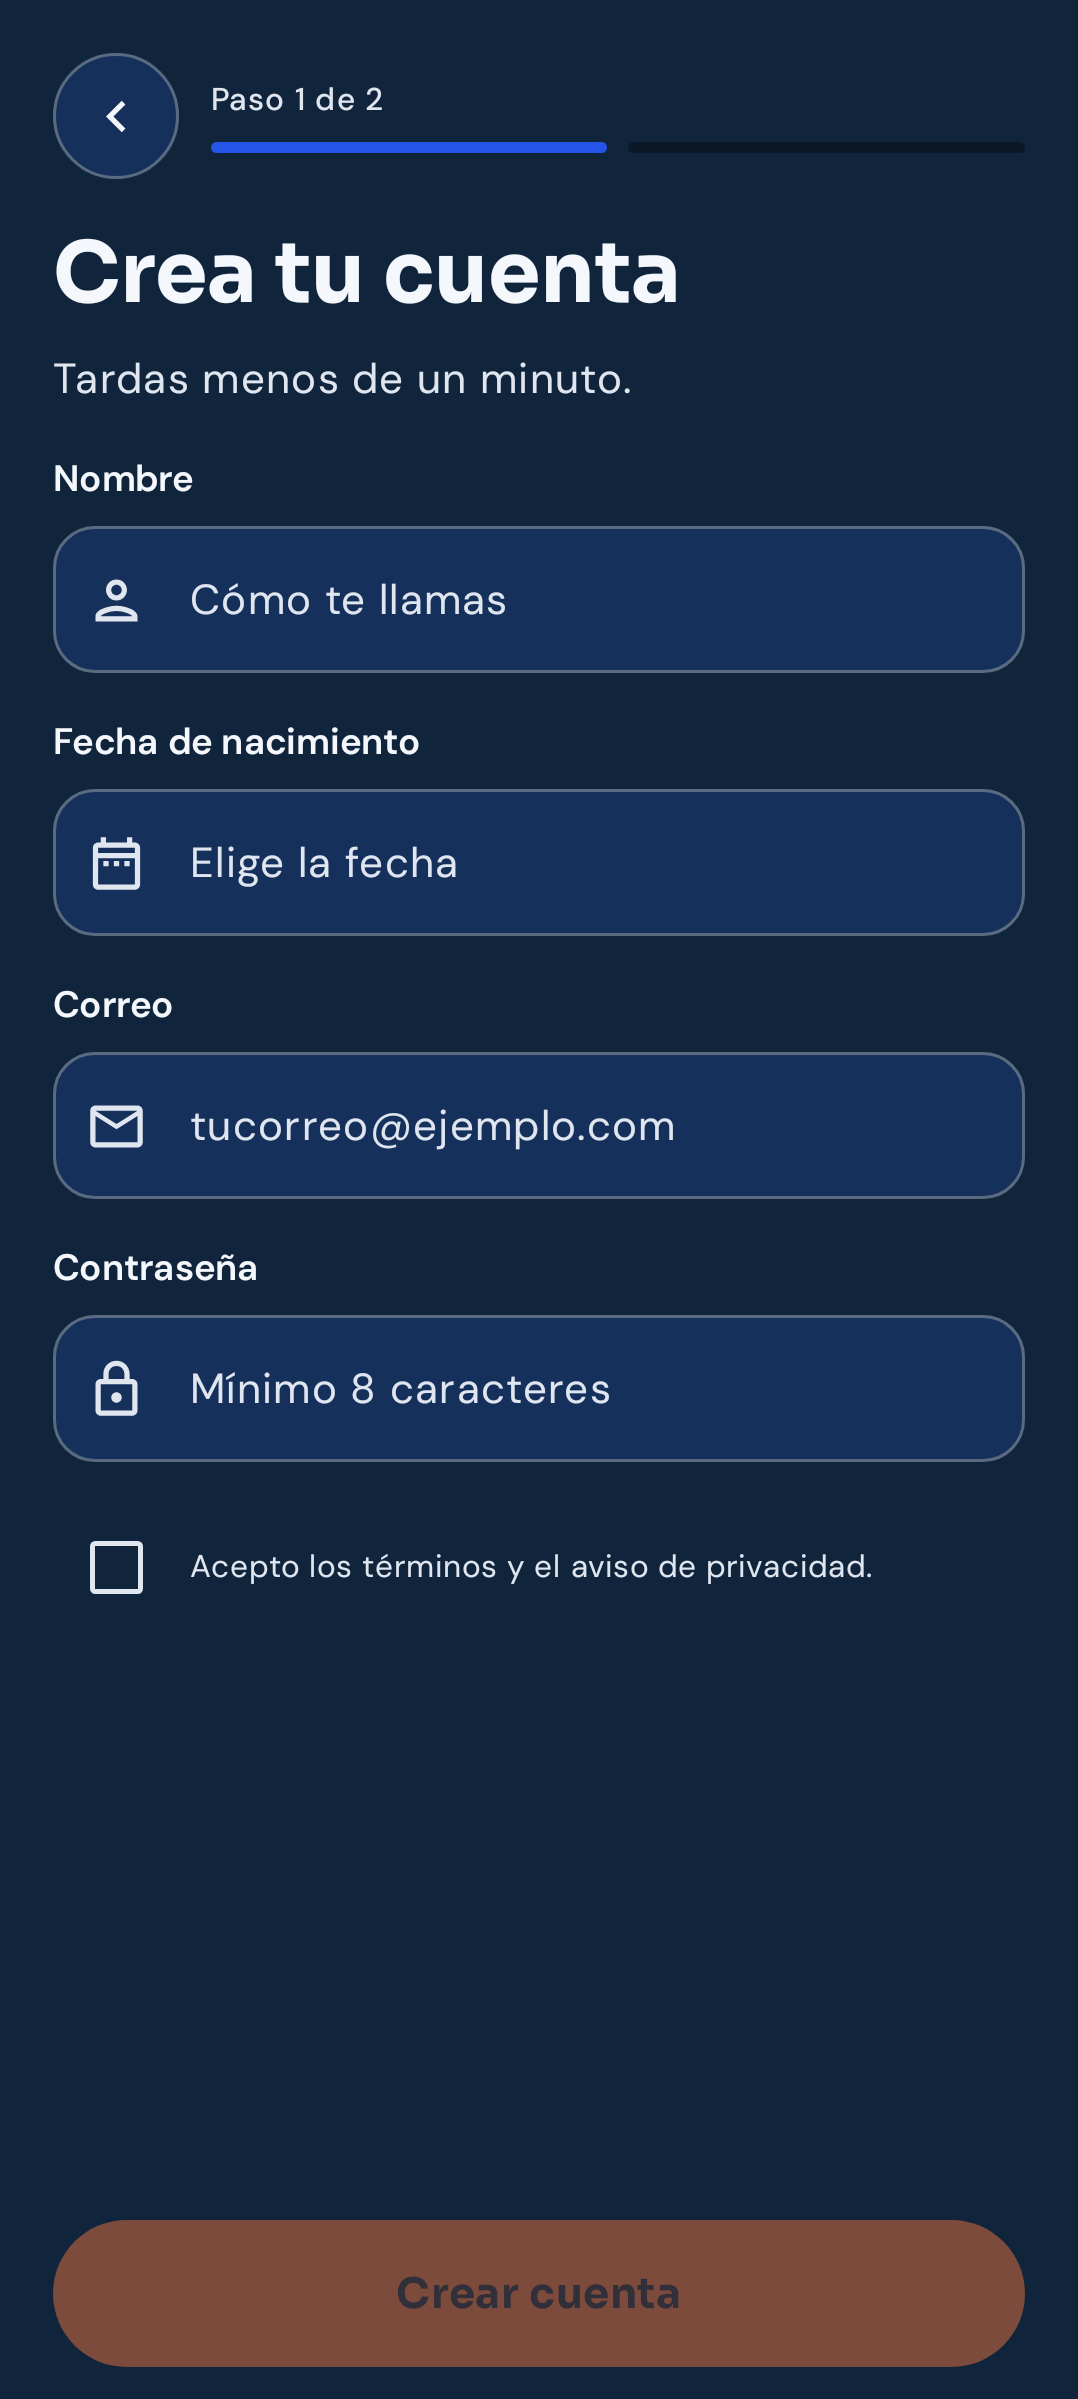 Paso 1 de 2
Crea tu cuenta
Tardas menos de un minuto.
Nombre
Cómo te llamas
Fecha de nacimiento
Elige la fecha
Correo
tucorreo@ejemplo.com
Contraseña
Mínimo 8 caracteres
Acepto los términos y el aviso de privacidad.
Crear cuenta